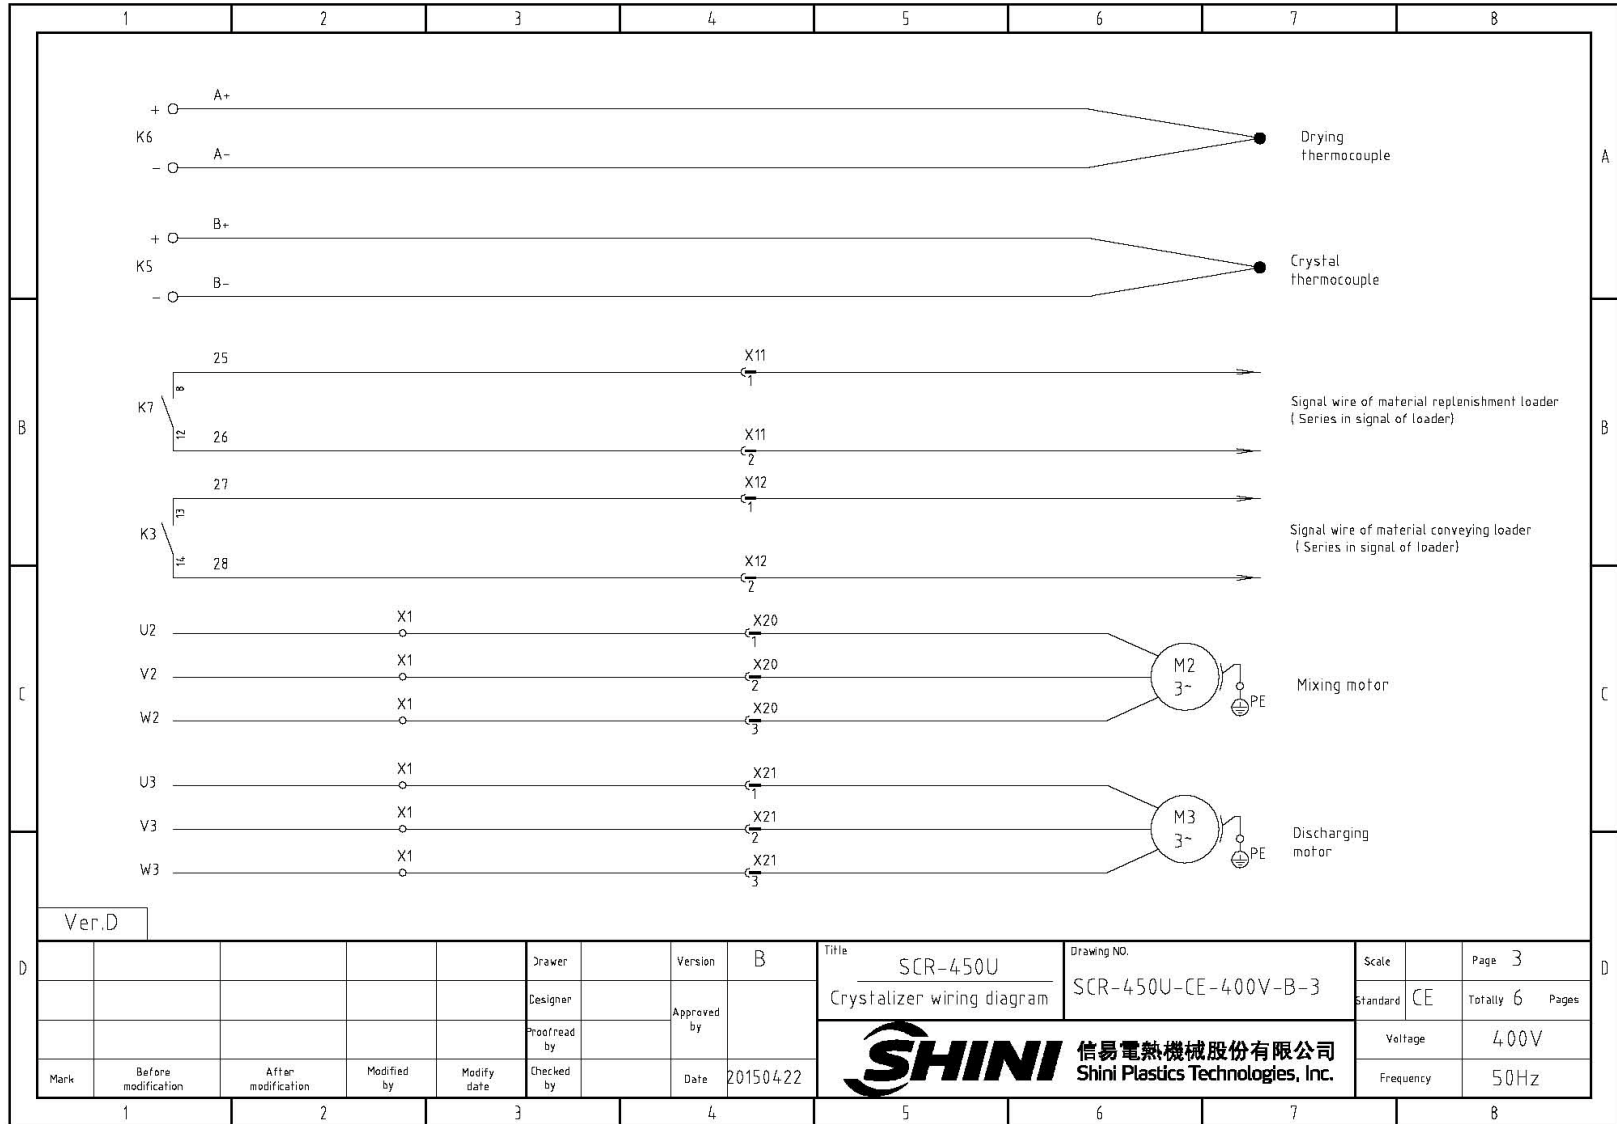 1 2 3 4 5 6 7 8
A+
+
K6
A-
-
Drying
thermocouple
A
B+
+
K5
B-
-
Crystal
thermocouple
25
X11
1
8
K7
12
26
X11
2
Signal wire of material replenishment loader
( Series in signal of loader)
B
B
27
X12
1
13
K3
14
28
X12
2
Signal wire of material conveying loader
( Series in signal of loader)
U2
X1
X20
1
V2
X1
X20
2
W2
X1
X20
3
M2
3~
PE
Mixing motor
C
C
U3
X1
X21
1
V3
X1
X21
2
W3
X1
X21
3
M3
3~
PE
Discharging
motor
Ver.D
D
D
Drawer
Designer
Proofread
by
Checked
by
Mark
Before
modification
After
modification
Modified
by
Modify
date
Version B
Approved
by
Date 20150422
Title
SCR-450U
Crystalizer wiring diagram
Drawing NO.
SCR-450U-CE-400V-B-3
Scale
Page 3
Standard CE
Totally 6 Pages
Voltage 400V
Frequency 50Hz
SHINI
信易電熱機械股份有限公司
Shini Plastics Technologies, Inc.
1 2 3 4 5 6 7 8